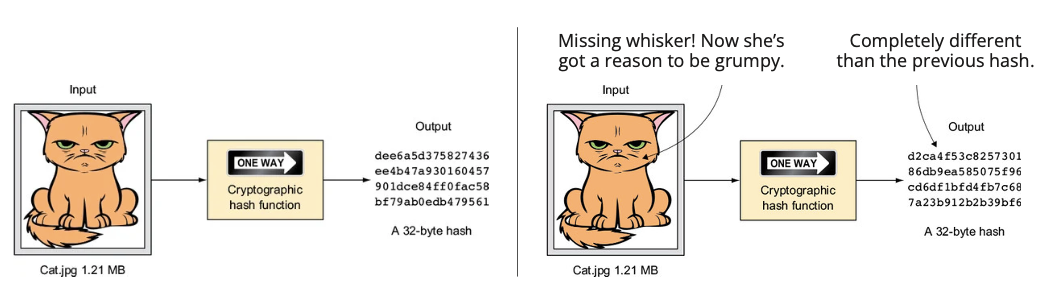 Input
ONE WAY
Cryptographic
hash function
Output
dee6a5d375827436
ee4b47a930160457
901dce84ff0fac58
bf79ab0edb479561
A 32-byte hash
Cat.jpg 1.21 MB
Missing whisker! Now she's
got a reason to be grumpy.
Completely different
than the previous hash.
Input
ONE WAY
Cryptographic
hash function
Output
d2ca4f53c8257301
86db9ea585075f96
cd6df1bfd4fb7c68
7a23b912b2b39bf6
A 32-byte hash
Cat.jpg 1.21 MB